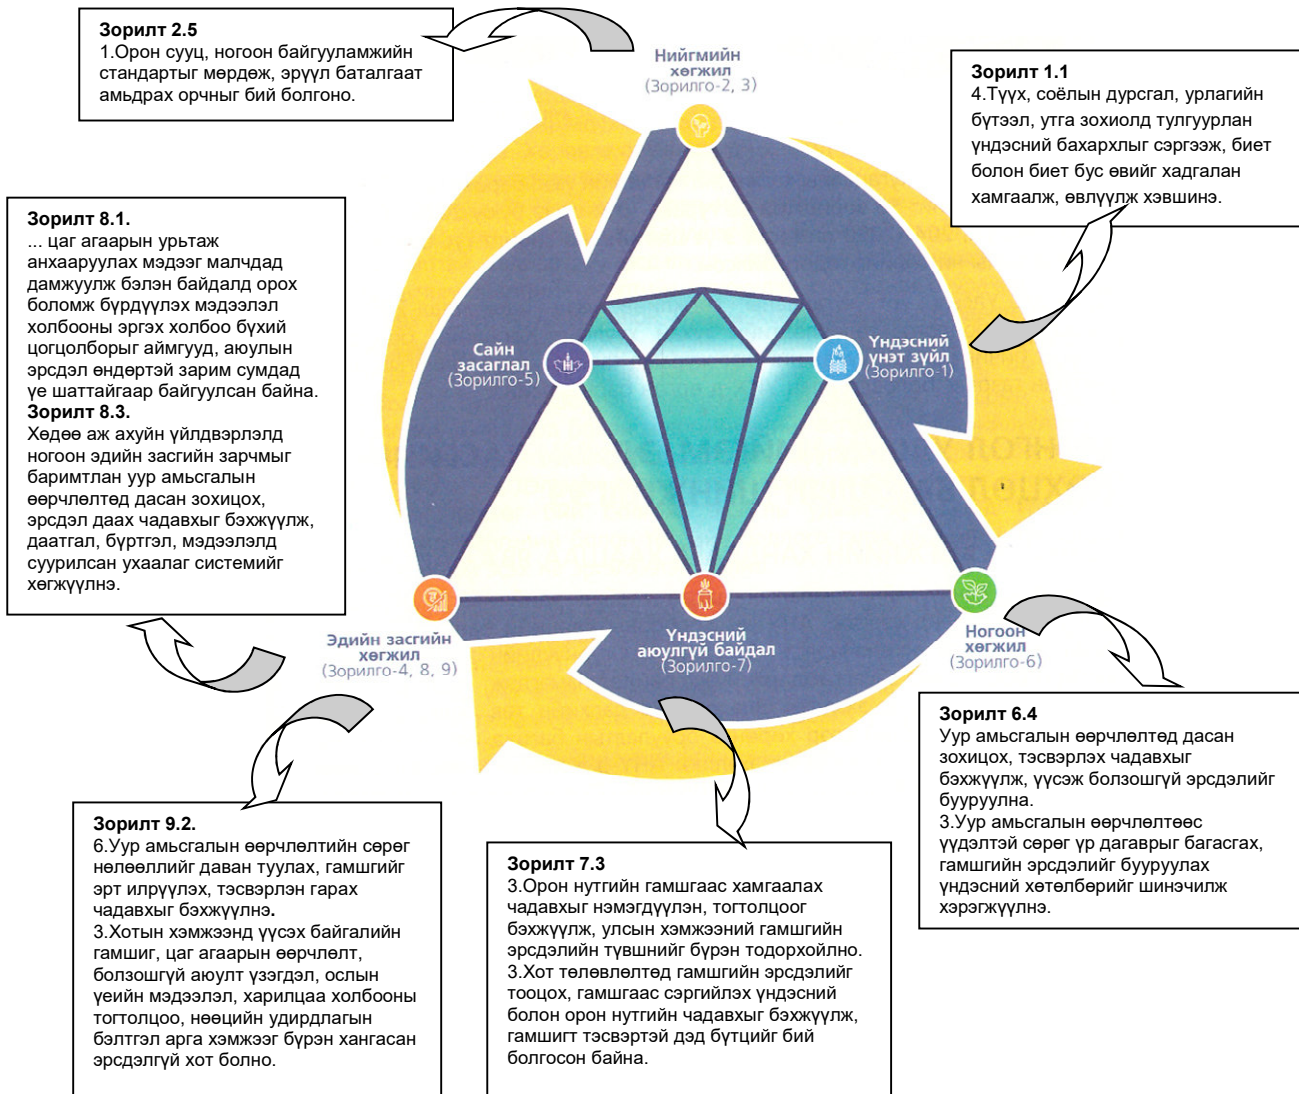 Зорилт 2.5
1.Орон сууц, ногоон байгууламжийн
стандартыг мөрдөж, эрүүл баталгаат
амьдрах орчныг бий болгоно.
Нийгмийн
хөгжил
(Зорилго-2, 3)
Зорилт 1.1
4.Түүх, соёлын дурсгал, урлагийн
бүтээл, утга зохиолд тулгуурлан
үндэсний бахархлыг сэргээж, биет
болон биет бус өвийг хадгалан
хамгаалж, өвлүүлж хэвшинэ.
Зорилт 8.1.
... цаг агаарын урьтаж
анхааруулах мэдээг малчдад
дамжуулж бэлэн байдалд орох
боломж бүрдүүлэх мэдээлэл
холбооны эргэх холбоо бүхий
цогцолборыг аймгууд, аюулын
эрсдэл өндөртэй зарим сумдад
үе шаттайгаар байгуулсан байна.
Зорилт 8.3.
Хөдөө аж ахуйн үйлдвэрлэлд
ногоон эдийн засгийн зарчмыг
баримтлан уур амьсгалын
өөрчлөлтөд дасан зохицох,
эрсдэл даах чадавхыг бэхжүүлж,
даатгал, бүртгэл, мэдээлэлд
суурилсан ухаалаг системийг
хөгжүүлнэ.
Сайн
засаглал
(Зорилго-5)
Үндэсний
үнэт зүйл
(Зорилго-1)
Эдийн засгийн
хөгжил
(Зорилго-4, 8, 9)
Үндэсний
аюулгүй байдал
(Зорилго-7)
Ногоон
хөгжил
(Зорилго-6)
Зорилт 6.4
Уур амьсгалын өөрчлөлтөд дасан
зохицох, тэсвэрлэх чадавхыг
бэхжүүлж, үүсэж болзошгүй эрсдэлийг
бууруулна.
3.Уур амьсгалын өөрчлөлтөөс
үүдэлтэй сөрөг үр дагаврыг багасгах,
гамшгийн эрсдэлийг бууруулах
үндэсний хөтөлбөрийг шинэчилж
хэрэгжүүлнэ.
Зорилт 9.2.
6.Уур амьсгалын өөрчлөлтийн сөрөг
нөлөөллийг даван туулах, гамшгийг
эрт илрүүлэх, тэсвэрлэн гарах
чадавхыг бэхжүүлнэ.
3.Хотын хэмжээнд үүсэх байгалийн
гамшиг, цаг агаарын өөрчлөлт,
болзошгүй аюулт үзэгдэл, ослын
үеийн мэдээлэл, харилцаа холбооны
тогтолцоо, нөөцийн удирдлагын
бэлтгэл арга хэмжээг бүрэн хангасан
эрсдэлгүй хот болно.
Зорилт 7.3
3.Орон нутгийн гамшгаас хамгаалах
чадавхыг нэмэгдүүлэн, тогтолцоог
бэхжүүлж, улсын хэмжээний гамшгийн
эрсдэлийн түвшнийг бүрэн тодорхойлно.
3.Хот төлөвлөлтөд гамшгийн эрсдэлийг
тооцох, гамшгаас сэргийлэх үндэсний
болон орон нутгийн чадавхыг бэхжүүлж,
гамшигт тэсвэртэй дэд бүтцийг бий
болгосон байна.